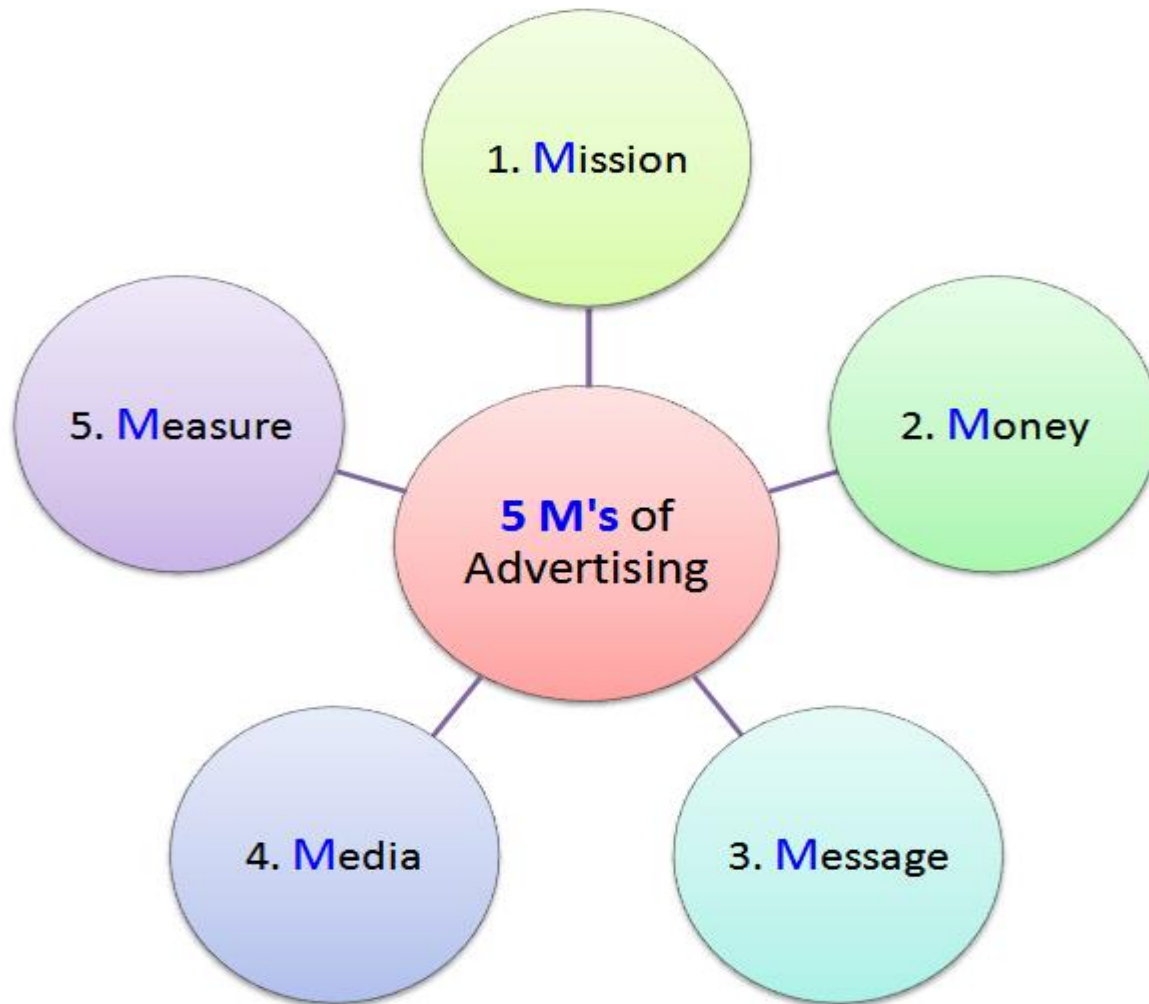 1. Mission
2. Money
3. Message
4. Media
5. Measure
5 M's of
Advertising